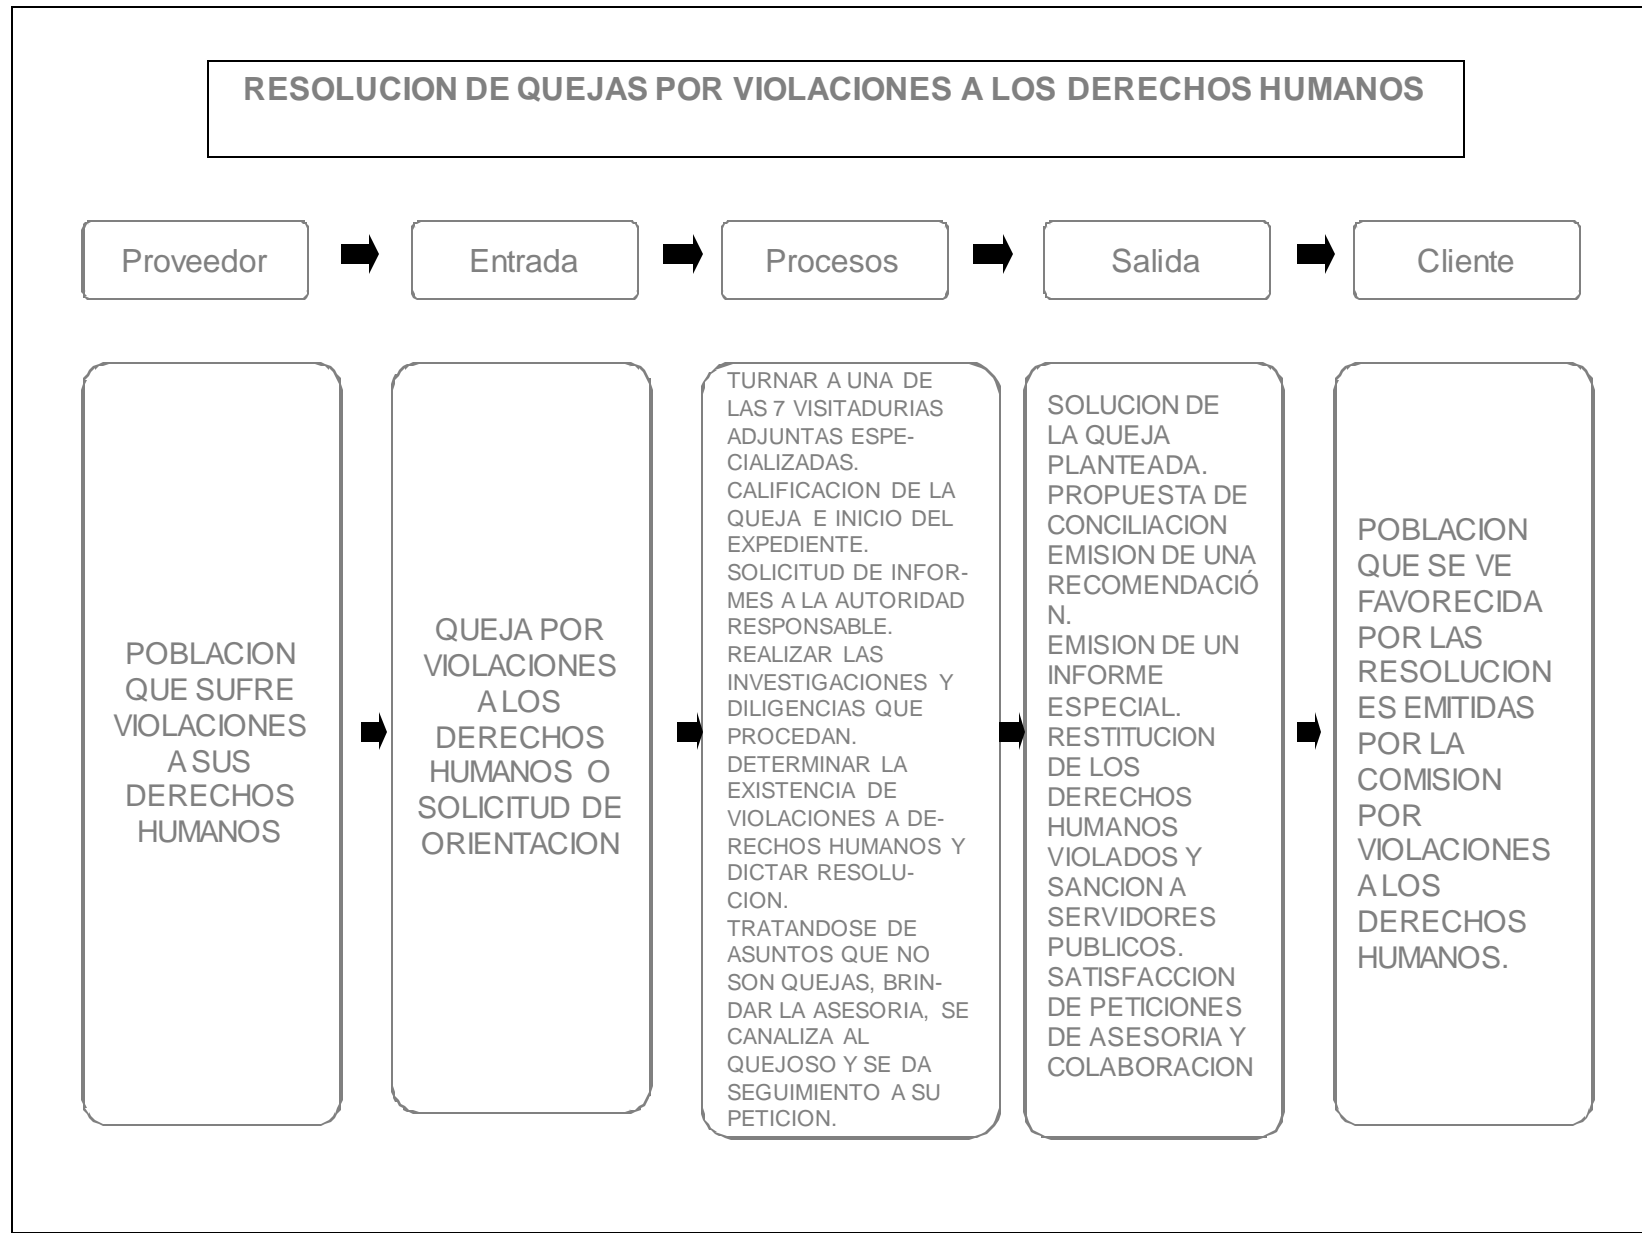 RESOLUCION DE QUEJAS POR VIOLACIONES A LOS DERECHOS HUMANOS
Proveedor
Entrada
Procesos
Salida
Cliente
POBLACION
QUE SUFRE
VIOLACIONES
A SUS
DERECHOS
HUMANOS
QUEJA POR
VIOLACIONES
A LOS
DERECHOS
HUMANOS O
SOLICITUD DE
ORIENTACION
TURNAR A UNA DE
LAS 7 VISITADURIAS
ADJUNTAS ESPE-
CIALIZADAS.
CALIFICACION DE LA
QUEJA E INICIO DEL
EXPEDIENTE.
SOLICITUD DE INFOR-
MES A LA AUTORIDAD
RESPONSABLE.
REALIZAR LAS
INVESTIGACIONES Y
DILIGENCIAS QUE
PROCEDAN.
DETERMINAR LA
EXISTENCIA DE
VIOLACIONES A DE-
RECHOS HUMANOS Y
DICTAR RESOLU-
CION.
TRATANDOSE DE
ASUNTOS QUE NO
SON QUEJAS, BRIN-
DAR LA ASESORIA, SE
CANALIZA AL
QUEJOSO Y SE DA
SEGUIMIENTO A SU
PETICION.
SOLUCION DE
LA QUEJA
PLANTEADA.
PROPUESTA DE
CONCILIACION
EMISION DE UNA
RECOMENDACIÓ
N.
EMISION DE UN
INFORME
ESPECIAL.
RESTITUCION
DE LOS
DERECHOS
HUMANOS
VIOLADOS Y
SANCION A
SERVIDORES
PUBLICOS.
SATISFACCION
DE PETICIONES
DE ASESORIA Y
COLABORACION
POBLACION
QUE SE VE
FAVORECIDA
POR LAS
RESOLUCION
ES EMITIDAS
POR LA
COMISION
POR
VIOLACIONES
A LOS
DERECHOS
HUMANOS.